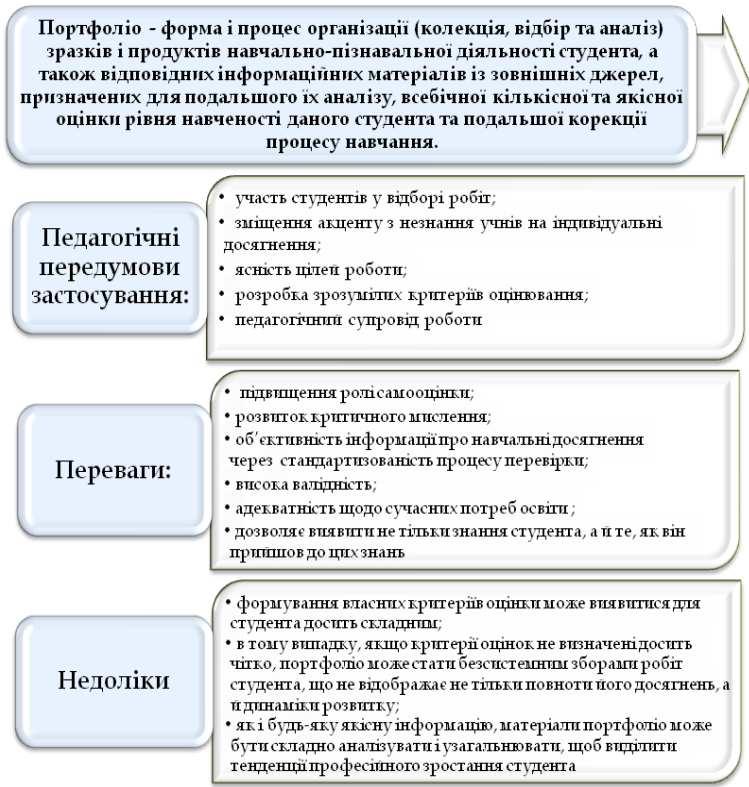 Портфоліо - форма і процес організації (колекція, відбір та аналіз)
зразків і продуктів навчально-пізнавальної діяльності студента, а
також відповідних інформаційних матеріалів із зовнішніх джерел,
призначених для подальшого їх аналізу, всебічної кількісної та якісної
оцінки рівня навченості даного студента та подальшої корекції
процесу навчання.
Педагогічні
передумови
застосування:
• участь студентів у відборі робіт;
• зміщення акценту з незнання учнів на індивідуальні
досягнення;
• ясність цілей роботи;
• розробка зрозумілих критеріїв оцінювання;
• педагогічний супровід роботи
Переваги:
• підвищення ролі самооцінки;
• розвиток критичного мислення;
• об’єктивність інформації про навчальні досягнення
через стандартизованість процесу перевірки;
• висока валідність;
• адекватність щодо сучасних потреб освіти;
• дозволяє виявити не тільки знання студента, а й те, як він
прийшов до цих знань
Недоліки
• формування власних критеріїв оцінки може виявитися для
студента досить складним;
• в тому випадку, якщо критерії оцінок не визначені досить
чітко, портфоліо може стати безсистемним зборами робіт
студента, що не відображає не тільки повноти його досягнень, а
й динаміки розвитку;
• як і будь-яку якісну інформацію, матеріали портфоліо може
бути складно аналізувати і узагальнювати, щоб виділити
тенденції професійного зростання студента